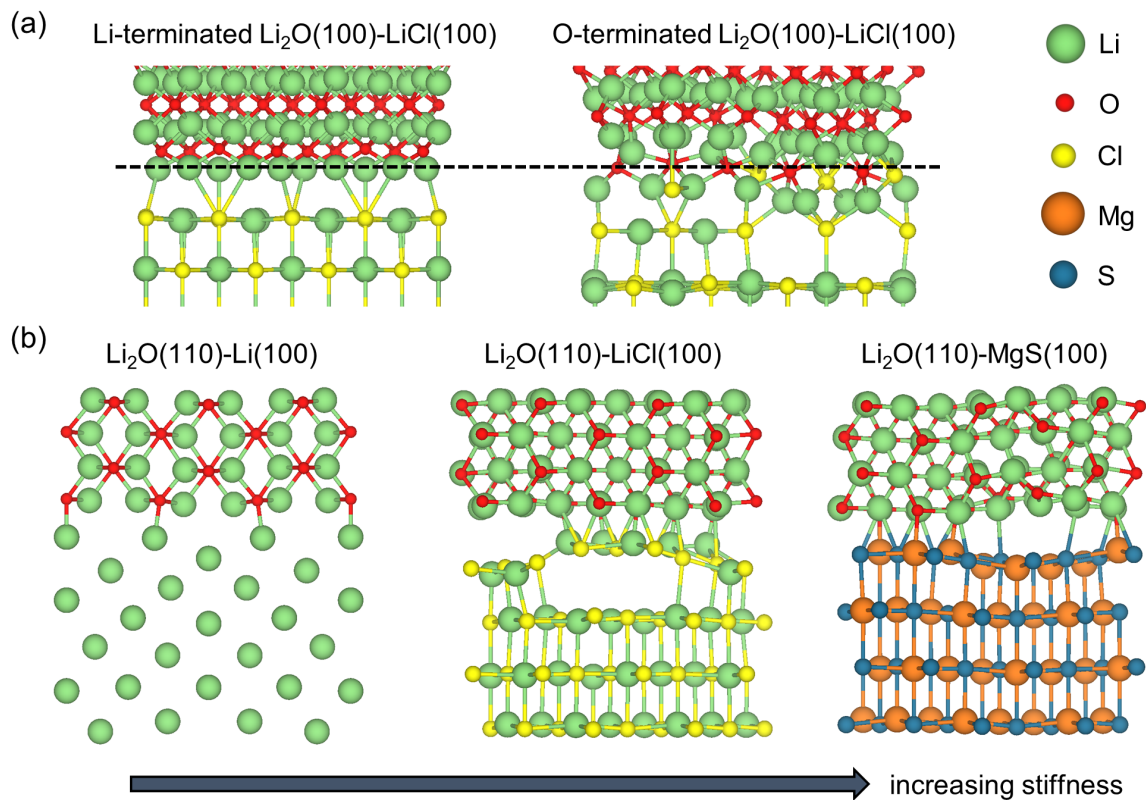 (a)
Li-terminated Li₂O(100)-LiCl(100)
O-terminated Li₂O(100)-LiCl(100)
Li
O
Cl
Mg
S
(b)
Li₂O(110)-Li(100)
Li₂O(110)-LiCl(100)
Li₂O(110)-MgS(100)
increasing stiffness